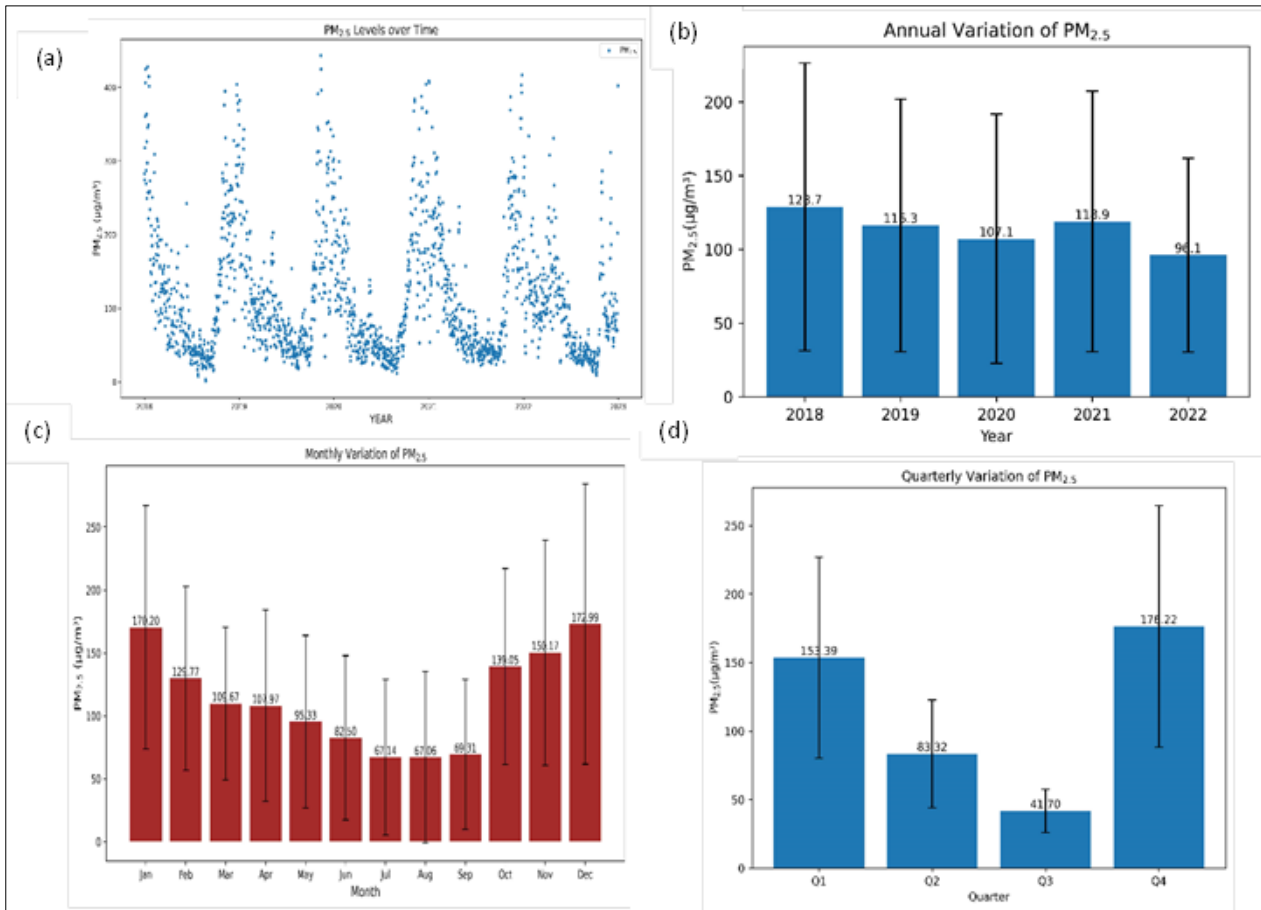 (a)
PM₂.₅ Levels over Time
PM₂.₅
400
300
200
100
0
PM₂.₅ (µg/m³)
2018 2019 2020 2021 2022 2023
YEAR
(b)
Annual Variation of PM₂.₅
200
150
100
50
0
PM₂.₅(µg/m³)
128.7 116.3 107.1 118.9 96.1
2018 2019 2020 2021 2022
Year
(c)
Monthly Variation of PM₂.₅
250
200
150
100
50
0
PM₂.₅ (µg/m³)
170.20 129.77 109.67 107.97 95.33 82.50 67.14 67.06 69.31 139.05 150.17 172.99
Jan Feb Mar Apr May Jun Jul Aug Sep Oct Nov Dec
Month
(d)
Quarterly Variation of PM₂.₅
250
200
150
100
50
0
PM₂.₅(µg/m³)
153.39 83.32 41.70 176.22
Q1 Q2 Q3 Q4
Quarter